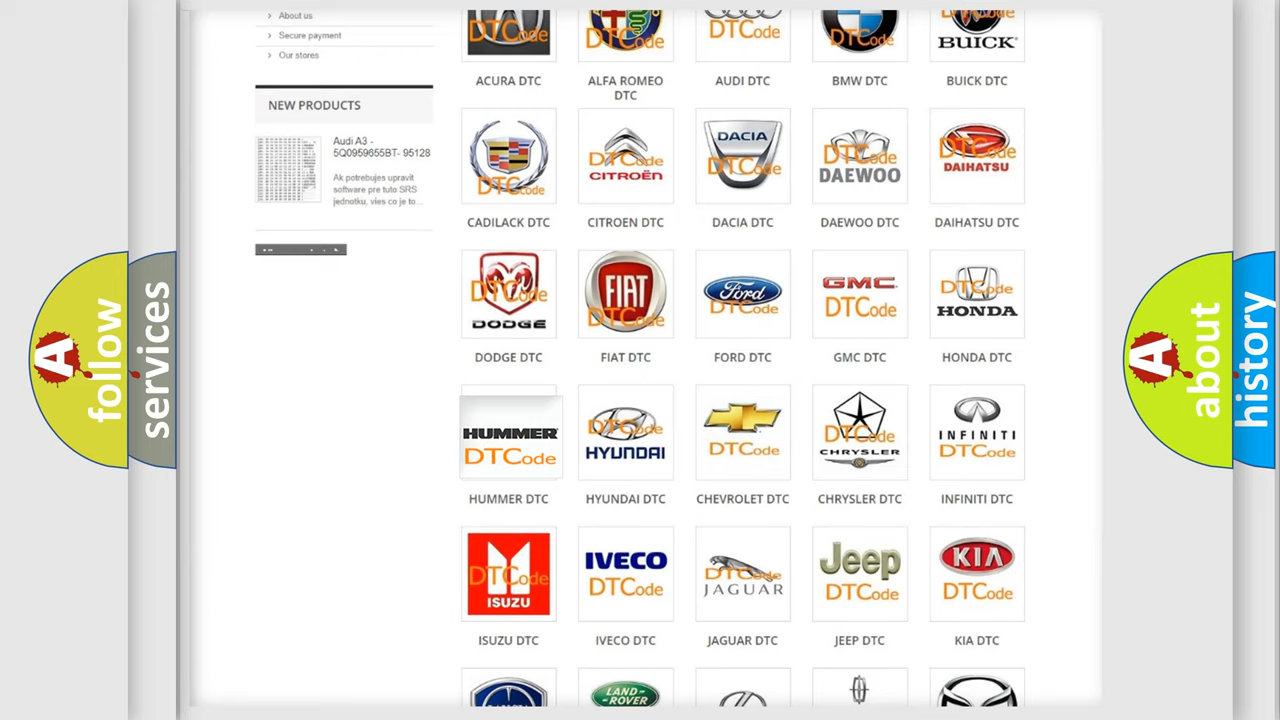 About us
Secure payment
Our stores
NEW PRODUCTS
Audi A3 -
5Q0959655BT- 95128
Ak potrebujes upravit
software pre tuto SRS
jednotku, vies co je to...
DTCode
DTCode
DTCode
DTCode
BUICK
ACURA DTC
ALFA ROMEO
DTC
AUDI DTC
BMW DTC
BUICK DTC
DTCode
DTCode
CITROËN
DACIA
DTCode
DTCode
DAEWOO
DTCode
DAIHATSU
CADILACK DTC
CITROEN DTC
DACIA DTC
DAEWOO DTC
DAIHATSU DTC
DTCode
DODGE
FIAT
DTCode
Ford
DTCode
GMC
DTCode
DTCode
HONDA
DODGE DTC
FIAT DTC
FORD DTC
GMC DTC
HONDA DTC
HUMMER
DTCode
DTCode
HYUNDAI
DTCode
DTCode
CHRYSLER
INFINITI
DTCode
HUMMER DTC
HYUNDAI DTC
CHEVROLET DTC
CHRYSLER DTC
INFINITI DTC
DTCode
ISUZU
IVECO
DTCode
DTCode
JAGUAR
Jeep
DTCode
KIA
DTCode
ISUZU DTC
IVECO DTC
JAGUAR DTC
JEEP DTC
KIA DTC
LAND-
ROVER
A
follow
services
A
about
history